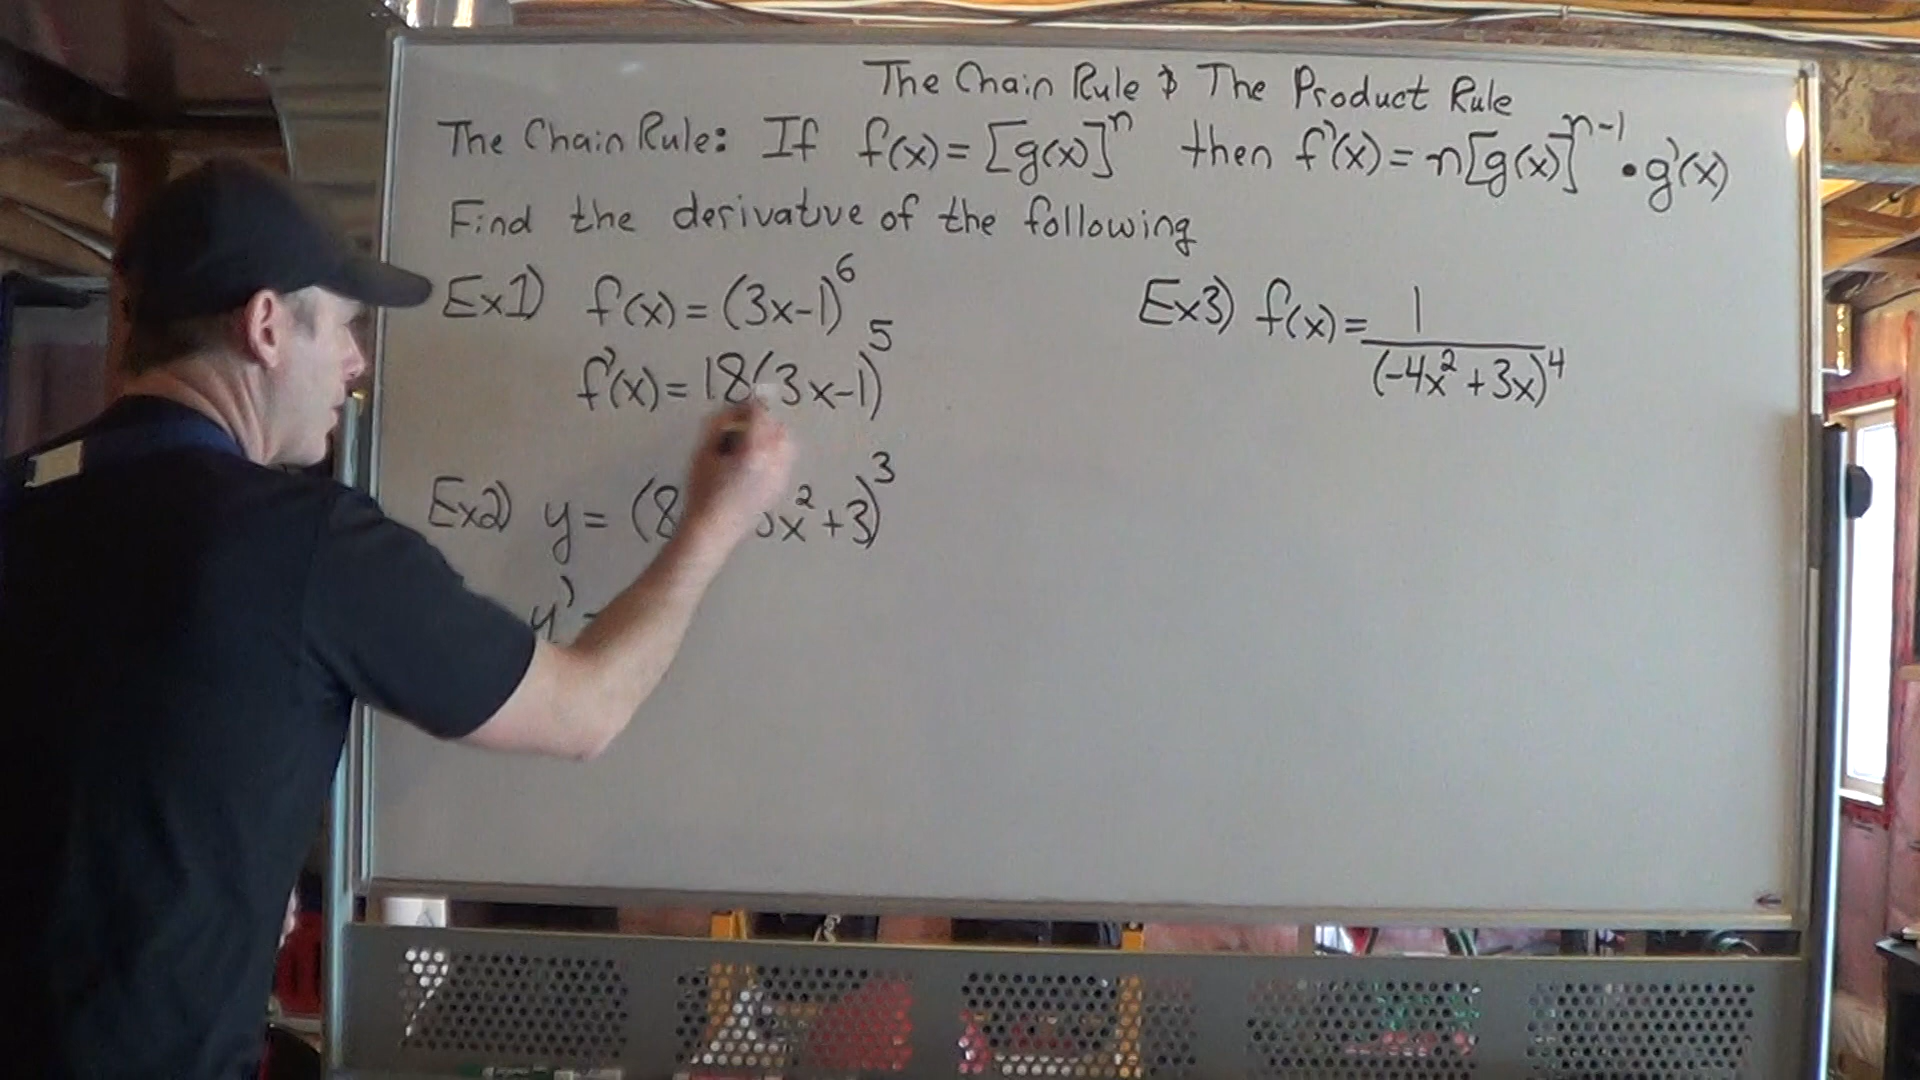 The Chain Rule & The Product Rule
The Chain Rule: If f(x) = [g(x)]^n then f'(x) = n[g(x)]^{n-1} • g'(x)
Find the derivative of the following
Ex1) f(x) = (3x-1)^6
f'(x) = 18(3x-1)^5
Ex2) y = (8 x^2 + 3)^3
y'
Ex3) f(x) = 1/(-4x^2 + 3x)^4